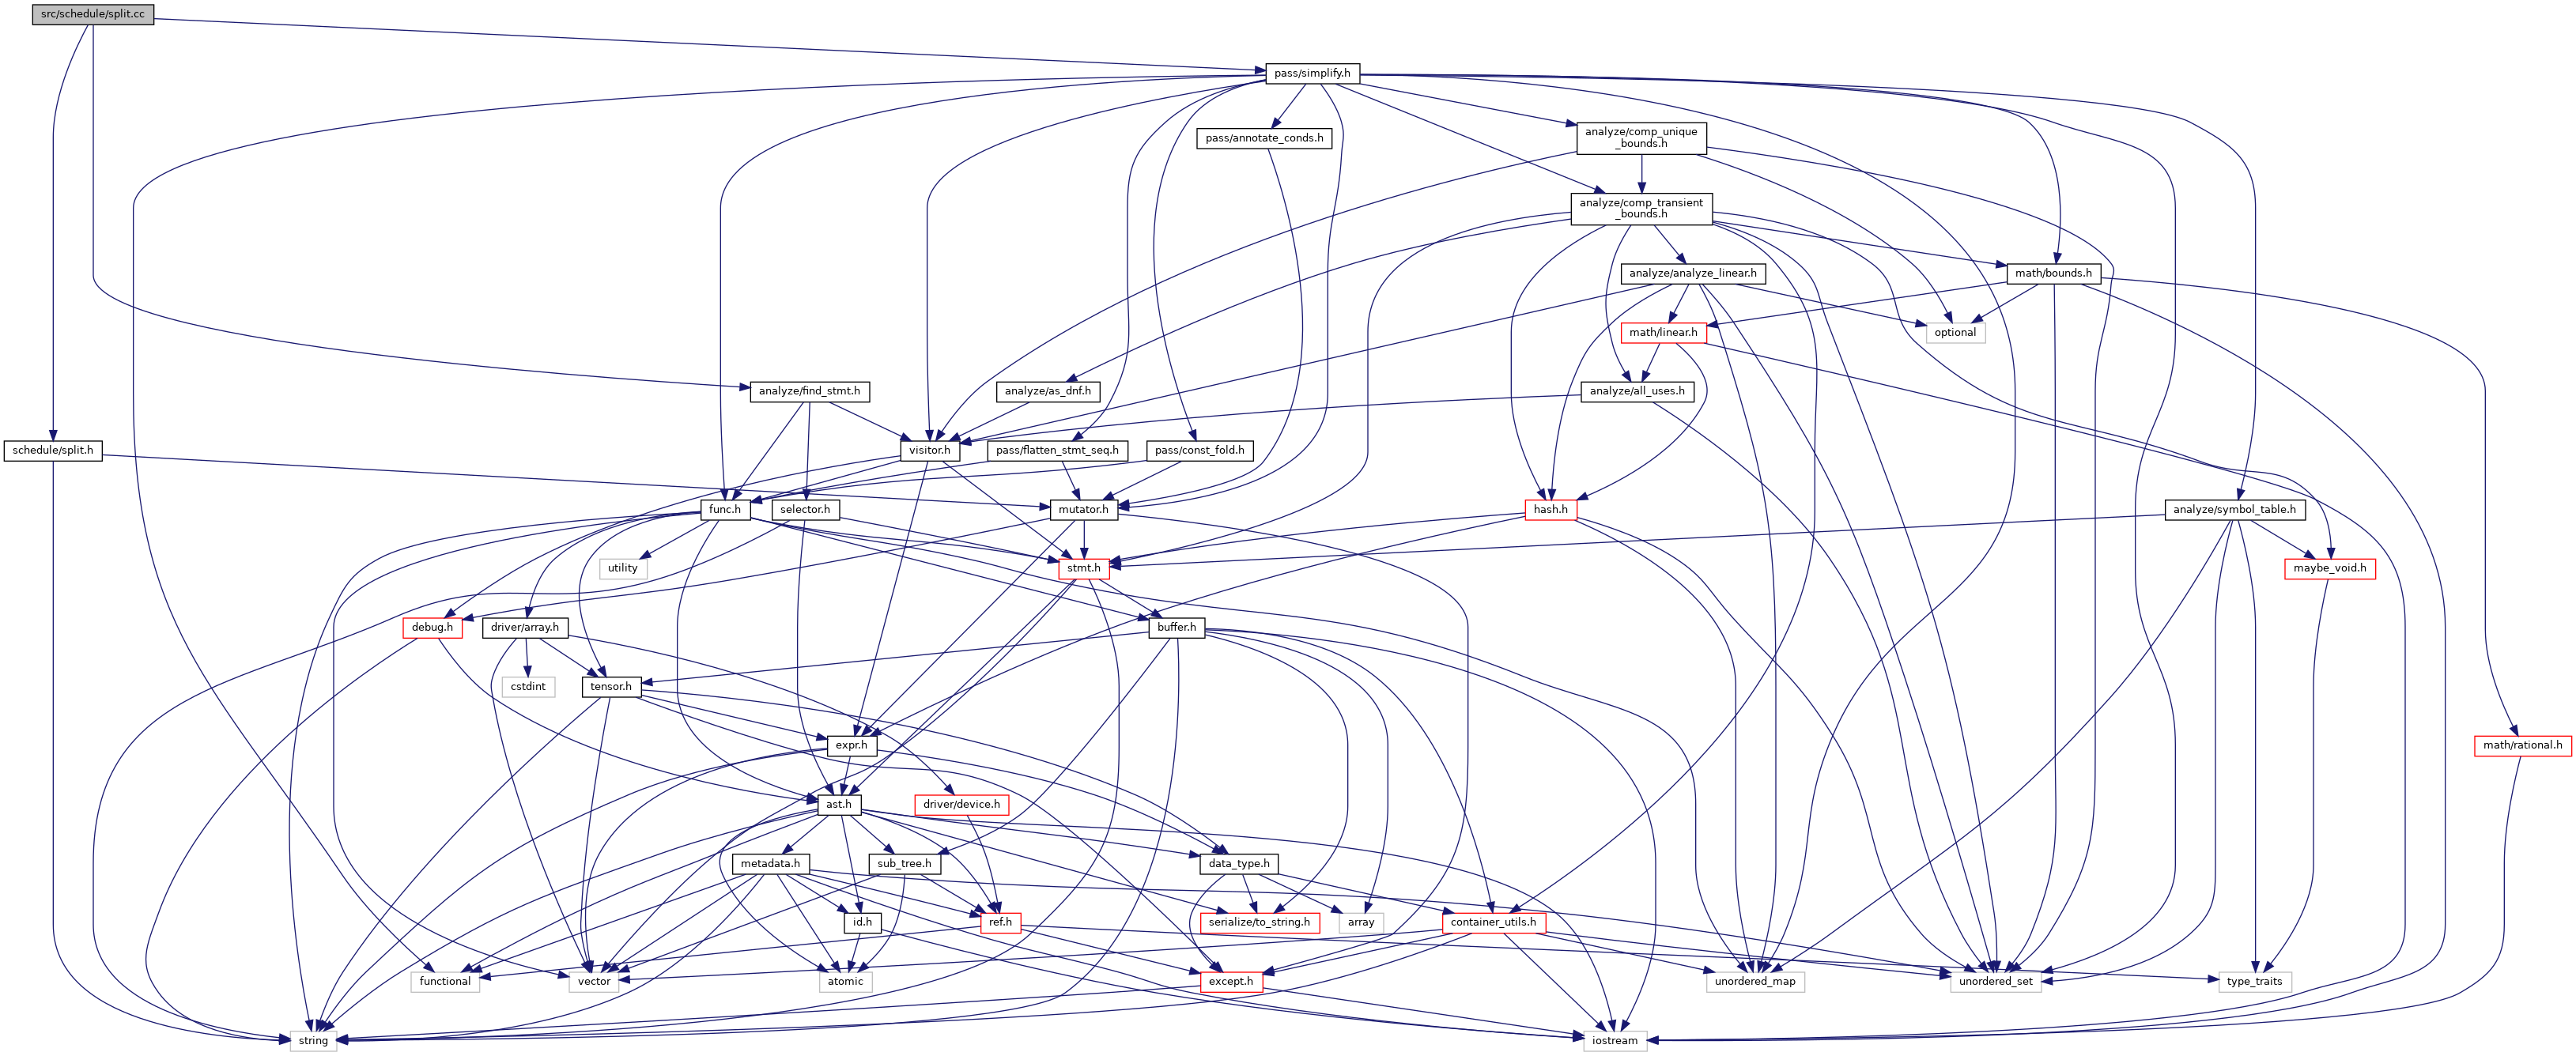 src/schedule/split.cc
pass/simplify.h
pass/annotate_conds.h
analyze/comp_unique
_bounds.h
analyze/comp_transient
_bounds.h
analyze/analyze_linear.h
math/bounds.h
math/linear.h
optional
analyze/find_stmt.h
analyze/as_dnf.h
analyze/all_uses.h
schedule/split.h
visitor.h
pass/flatten_stmt_seq.h
pass/const_fold.h
func.h
selector.h
mutator.h
hash.h
analyze/symbol_table.h
utility
stmt.h
maybe_void.h
debug.h
driver/array.h
buffer.h
cstdint
tensor.h
expr.h
math/rational.h
ast.h
driver/device.h
metadata.h
sub_tree.h
data_type.h
id.h
ref.h
serialize/to_string.h
array
container_utils.h
functional
vector
atomic
except.h
unordered_map
unordered_set
type_traits
string
iostream